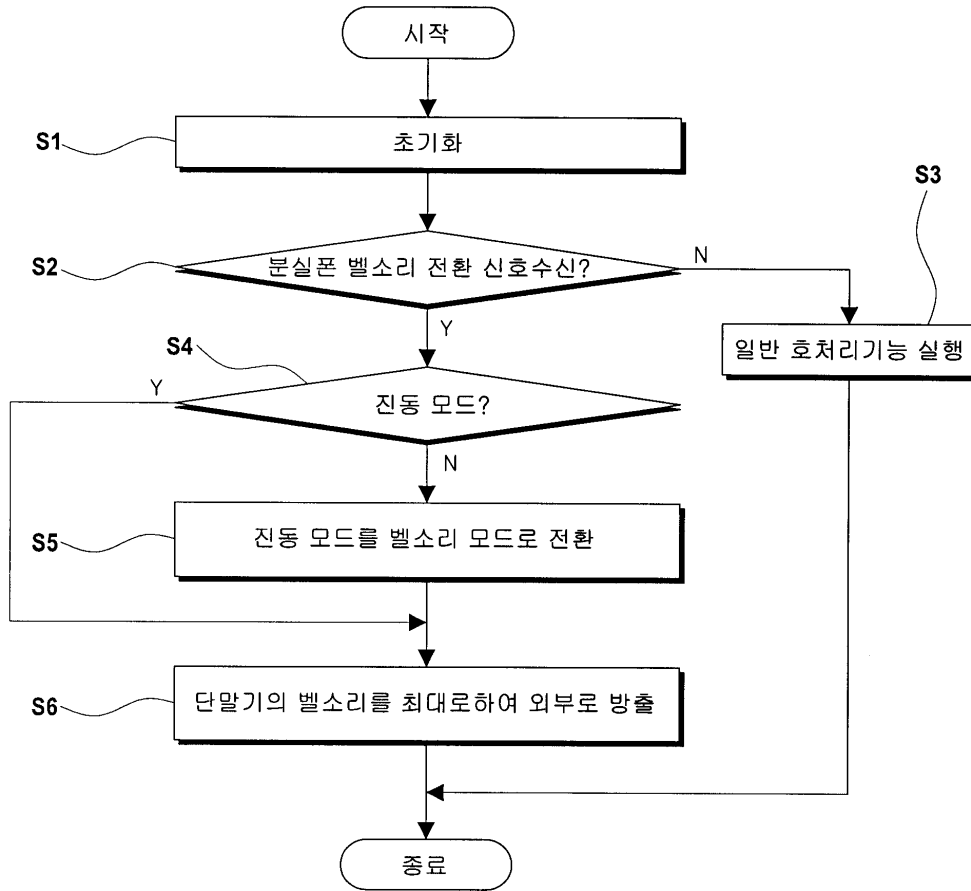 시작
S1
초기화
S2
분실폰 벨소리 전환 신호수신?
N
S3
일반 호처리기능 실행
Y
S4
Y
진동 모드?
N
S5
진동 모드를 벨소리 모드로 전환
S6
단말기의 벨소리를 최대로하여 외부로 방출
종료